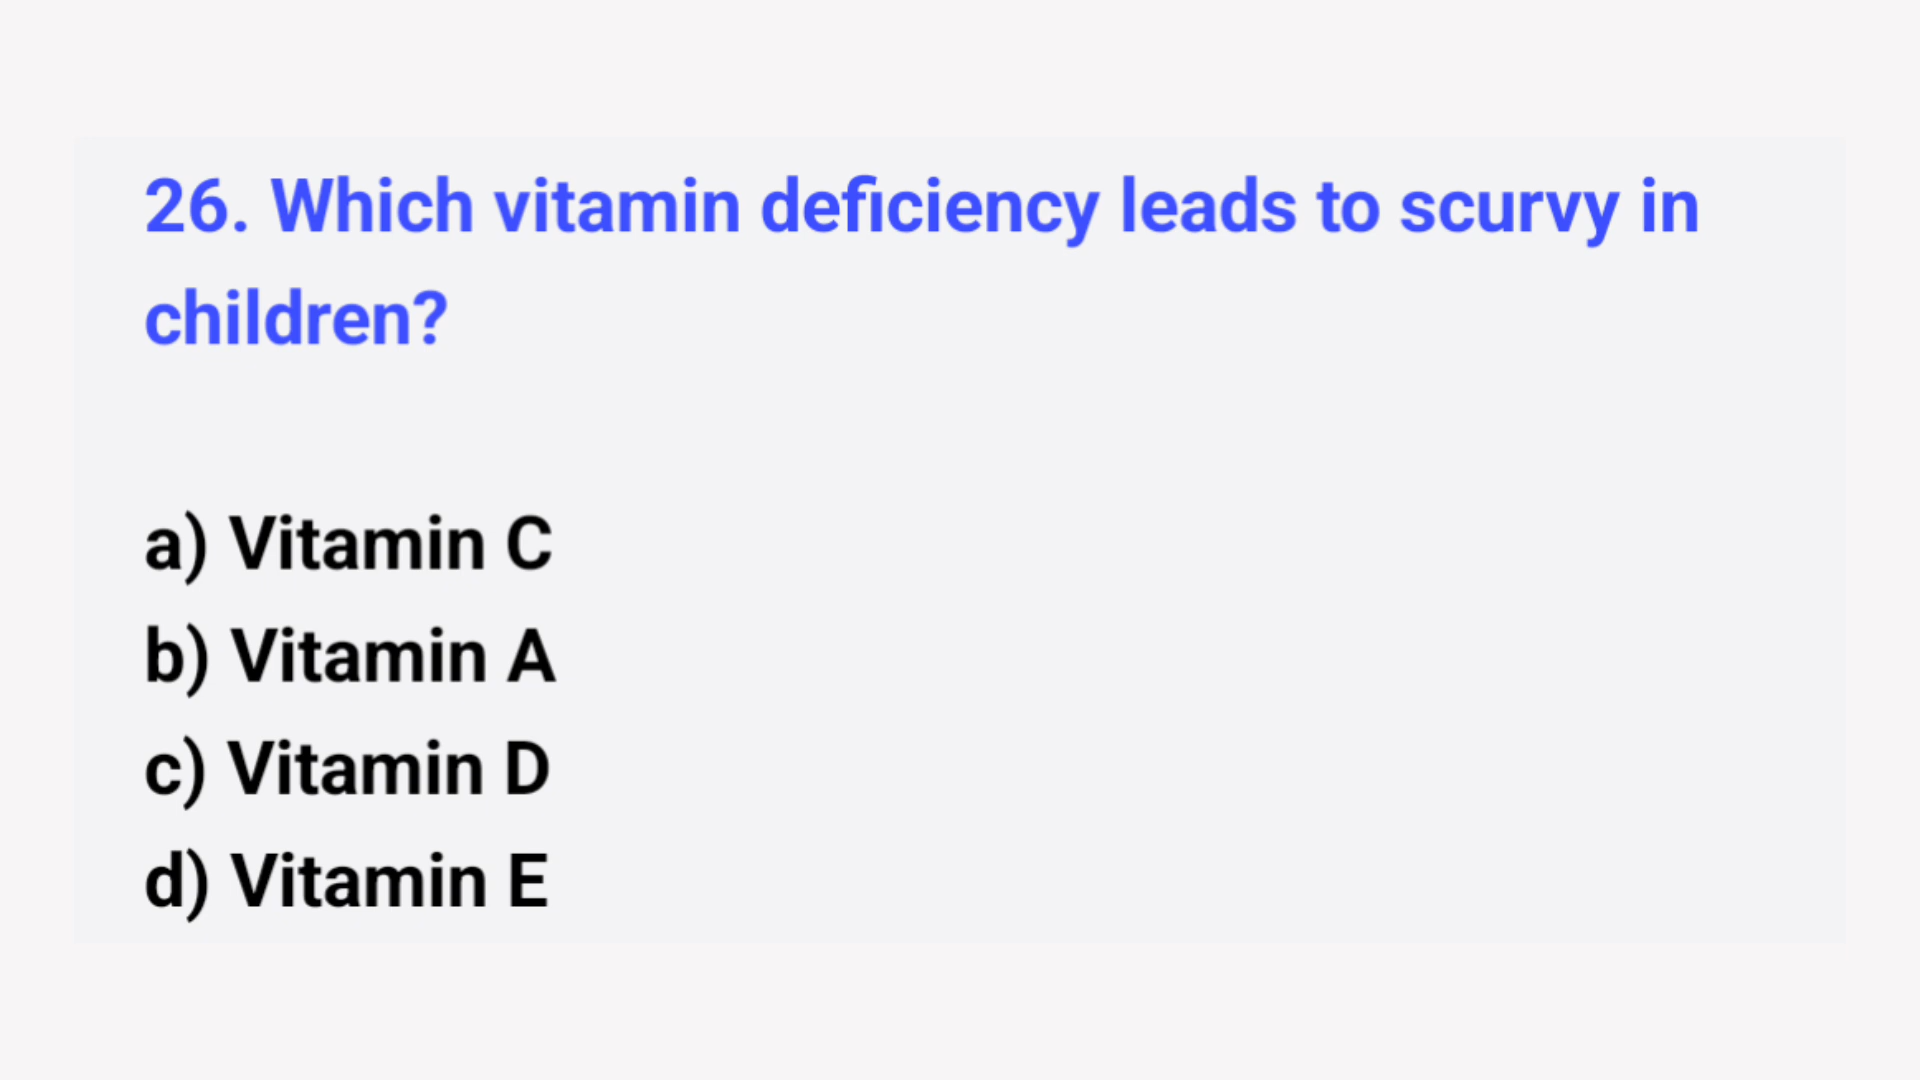 26. Which vitamin deficiency leads to scurvy in
children?
a) Vitamin C
b) Vitamin A
c) Vitamin D
d) Vitamin E